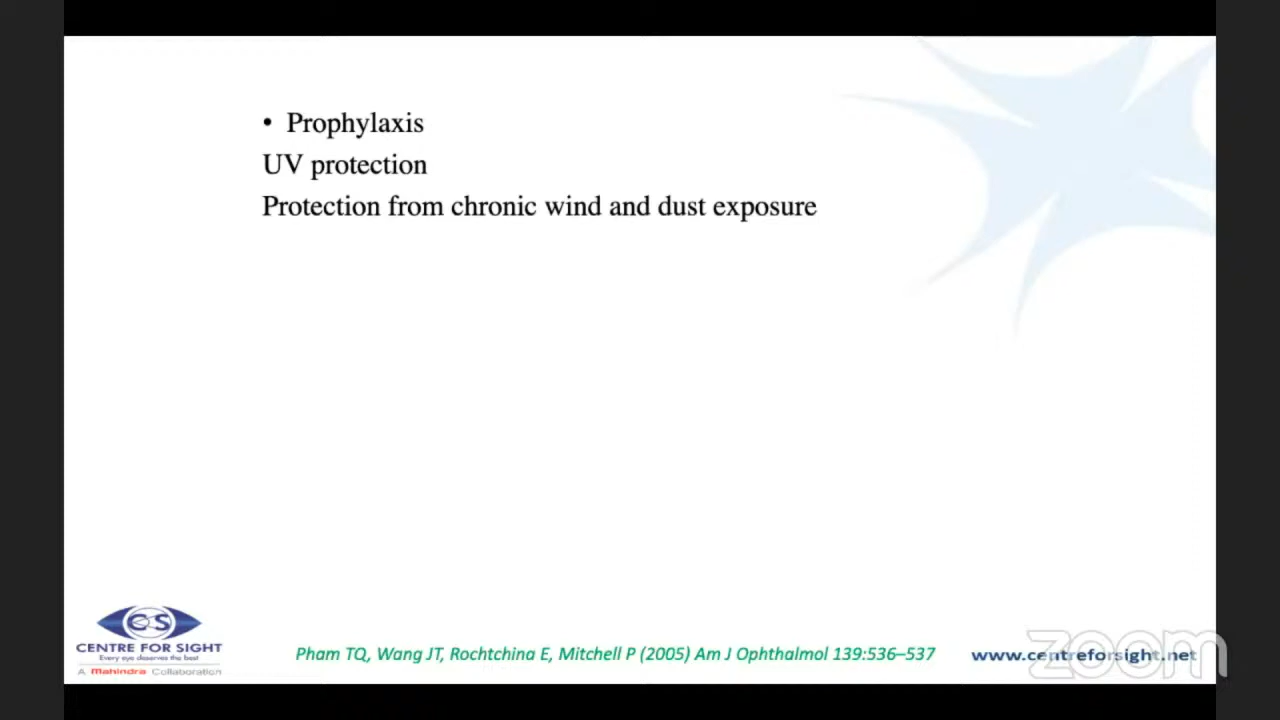 • Prophylaxis
UV protection
Protection from chronic wind and dust exposure
CS
CENTRE FOR SIGHT
Every eye deserves the best
A Mahindra Collaboration
Pham TQ, Wang JT, Rochtchina E, Mitchell P (2005) Am J Ophthalmol 139:536–537
www.centreforsight.net
zoom